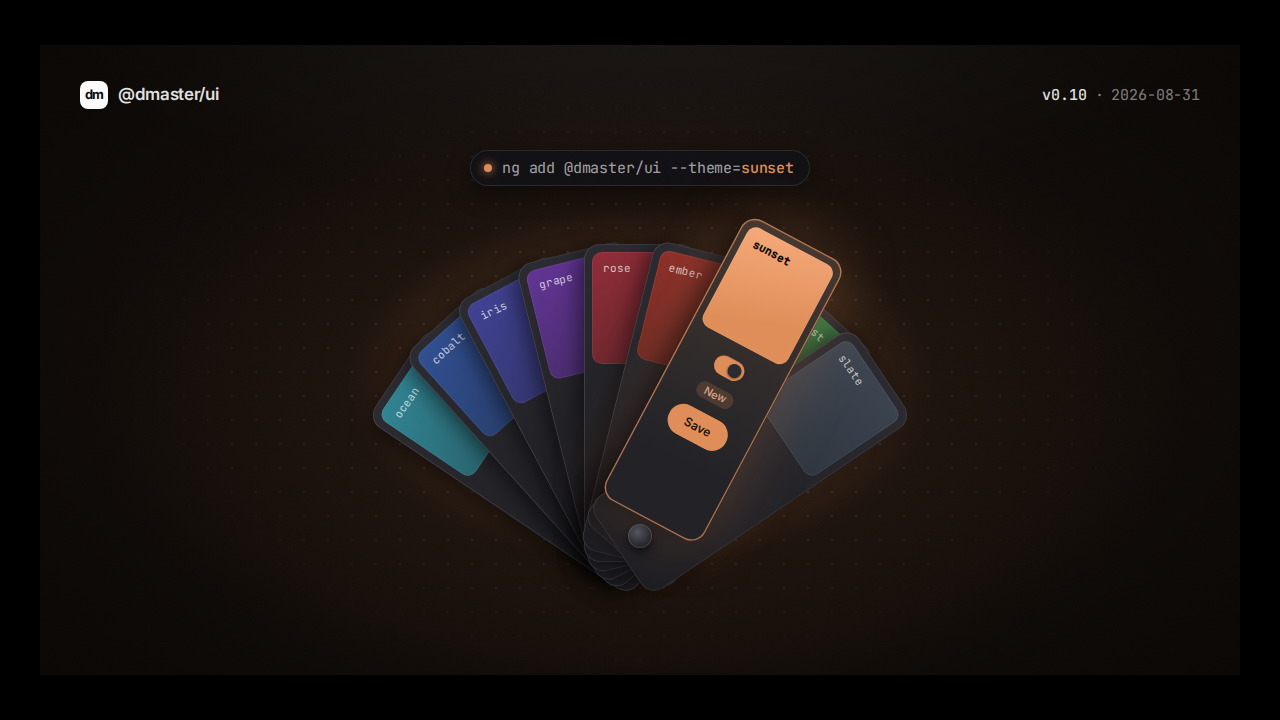 dm @dmaster/ui
v0.10 · 2026-08-31
ng add @dmaster/ui --theme=sunset
ocean
cobalt
iris
grape
rose
ember
sunset
New
Save
st
slate